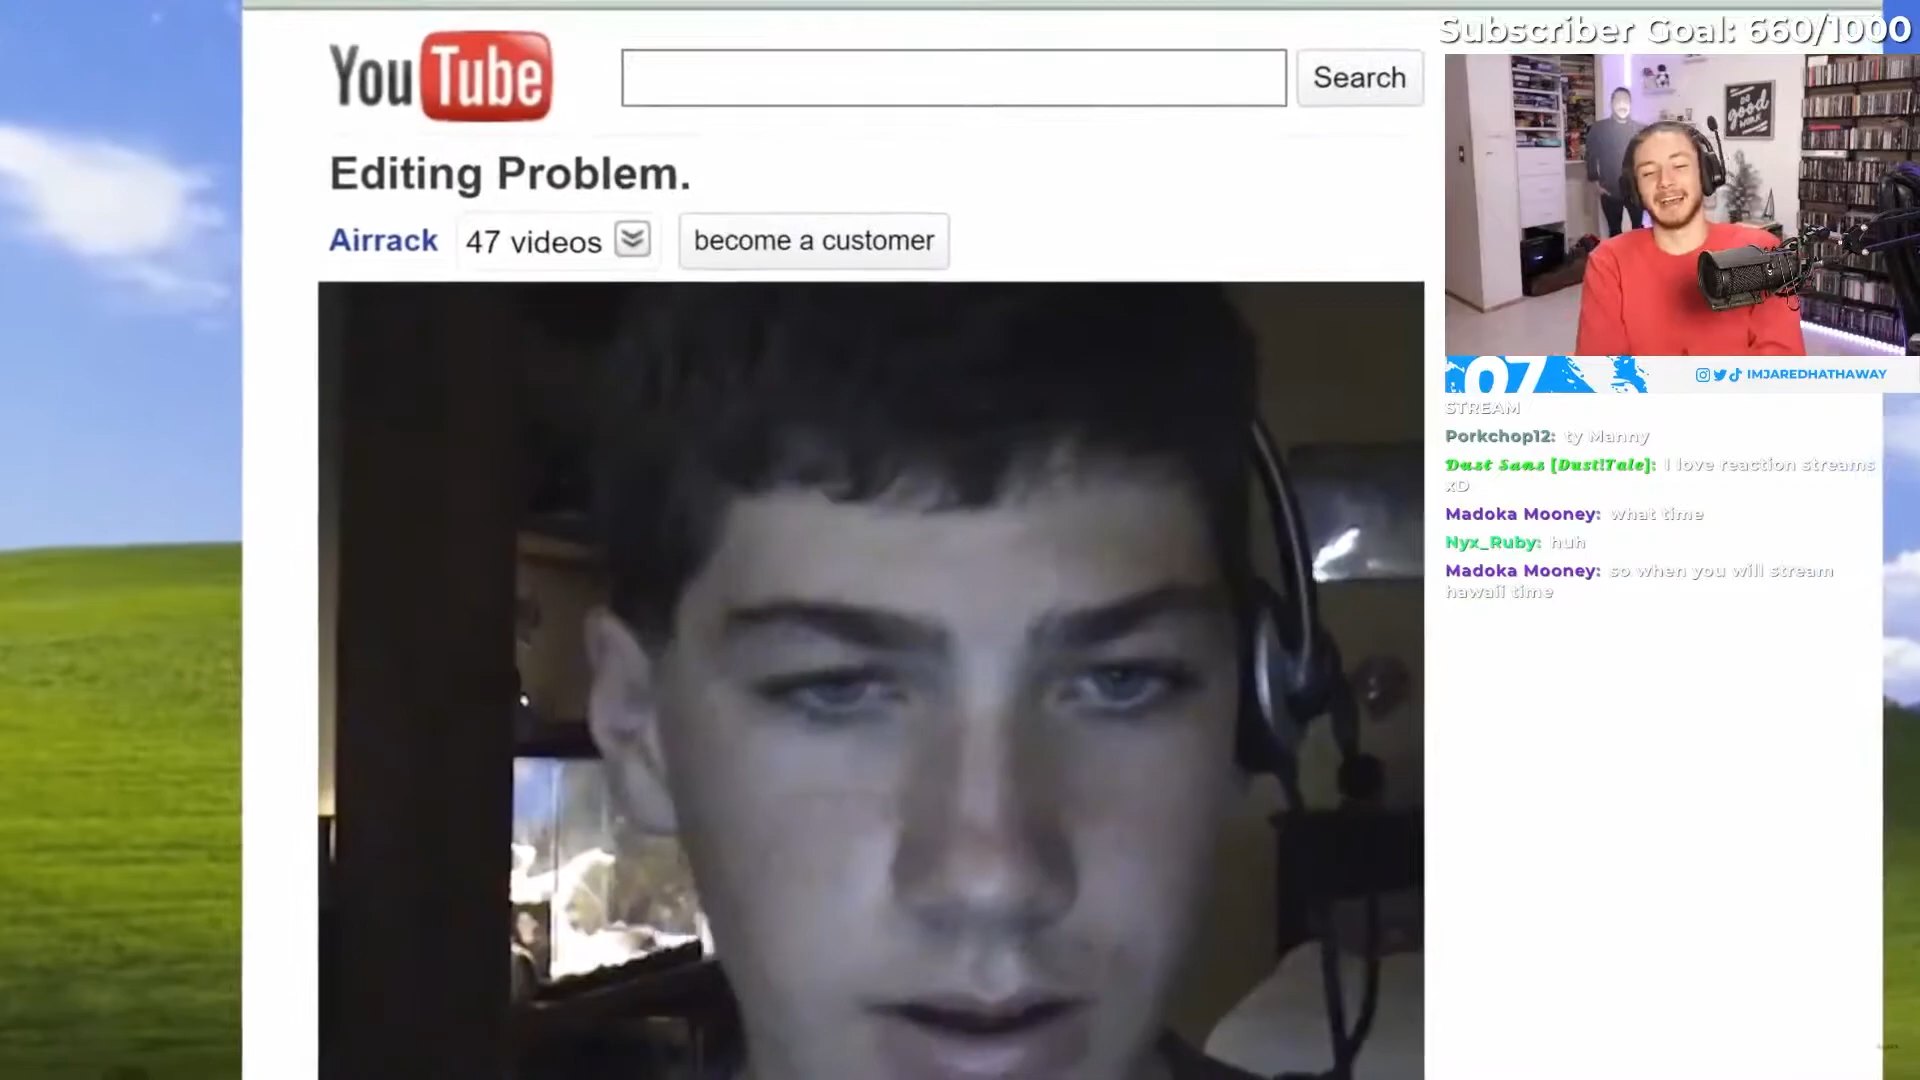 Subscriber Goal: 660/1000
YouTube
Search
Editing Problem.
Airrack
47 videos
become a customer
good
IMJAREDHATHAWAY
STREAM
Porkchop12: ty Manny
Dust Sans [Dust!Tale]: I love reaction streams
xD
Madoka Mooney: what time
Nyx_Ruby: huh
Madoka Mooney: so when you will stream
hawaii time